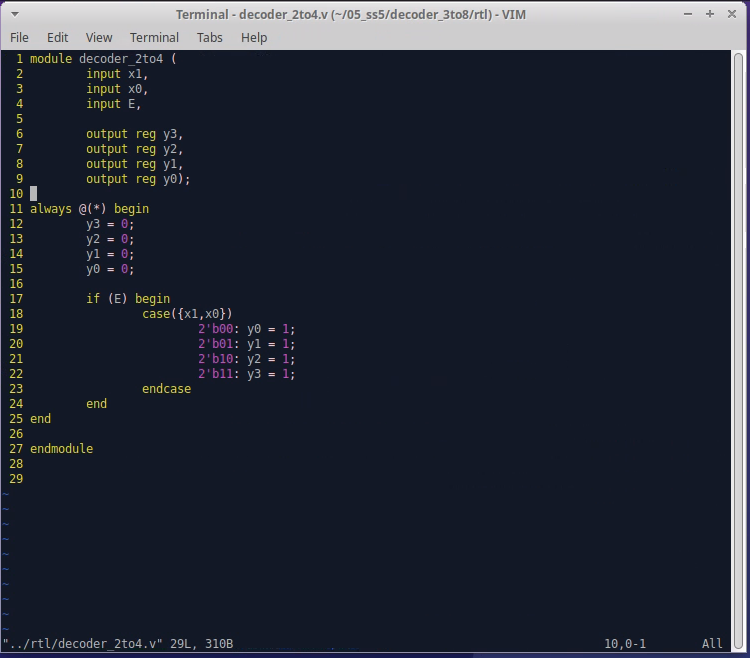 Terminal - decoder_2to4.v (~/05_ss5/decoder_3to8/rtl) - VIM
File Edit View Terminal Tabs Help
1 module decoder_2to4 (
2 input x1,
3 input x0,
4 input E,
5
6 output reg y3,
7 output reg y2,
8 output reg y1,
9 output reg y0);
10
11 always @(*) begin
12 y3 = 0;
13 y2 = 0;
14 y1 = 0;
15 y0 = 0;
16
17 if (E) begin
18 case({x1,x0})
19 2'b00: y0 = 1;
20 2'b01: y1 = 1;
21 2'b10: y2 = 1;
22 2'b11: y3 = 1;
23 endcase
24 end
25 end
26
27 endmodule
28
29
~
~
~
~
~
~
~
~
~
~
"../rtl/decoder_2to4.v" 29L, 310B 10,0-1 All